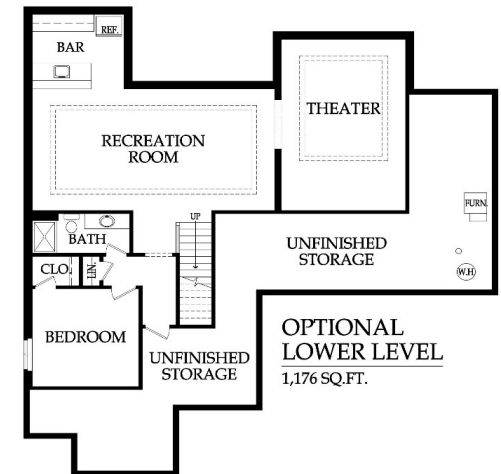 REF.
BAR
THEATER
RECREATION
ROOM
FURN.
UP
BATH
UNFINISHED
STORAGE
CLO.
LIN.
W.H
BEDROOM
OPTIONAL
LOWER LEVEL
1,176 SQ.FT.
UNFINISHED
STORAGE